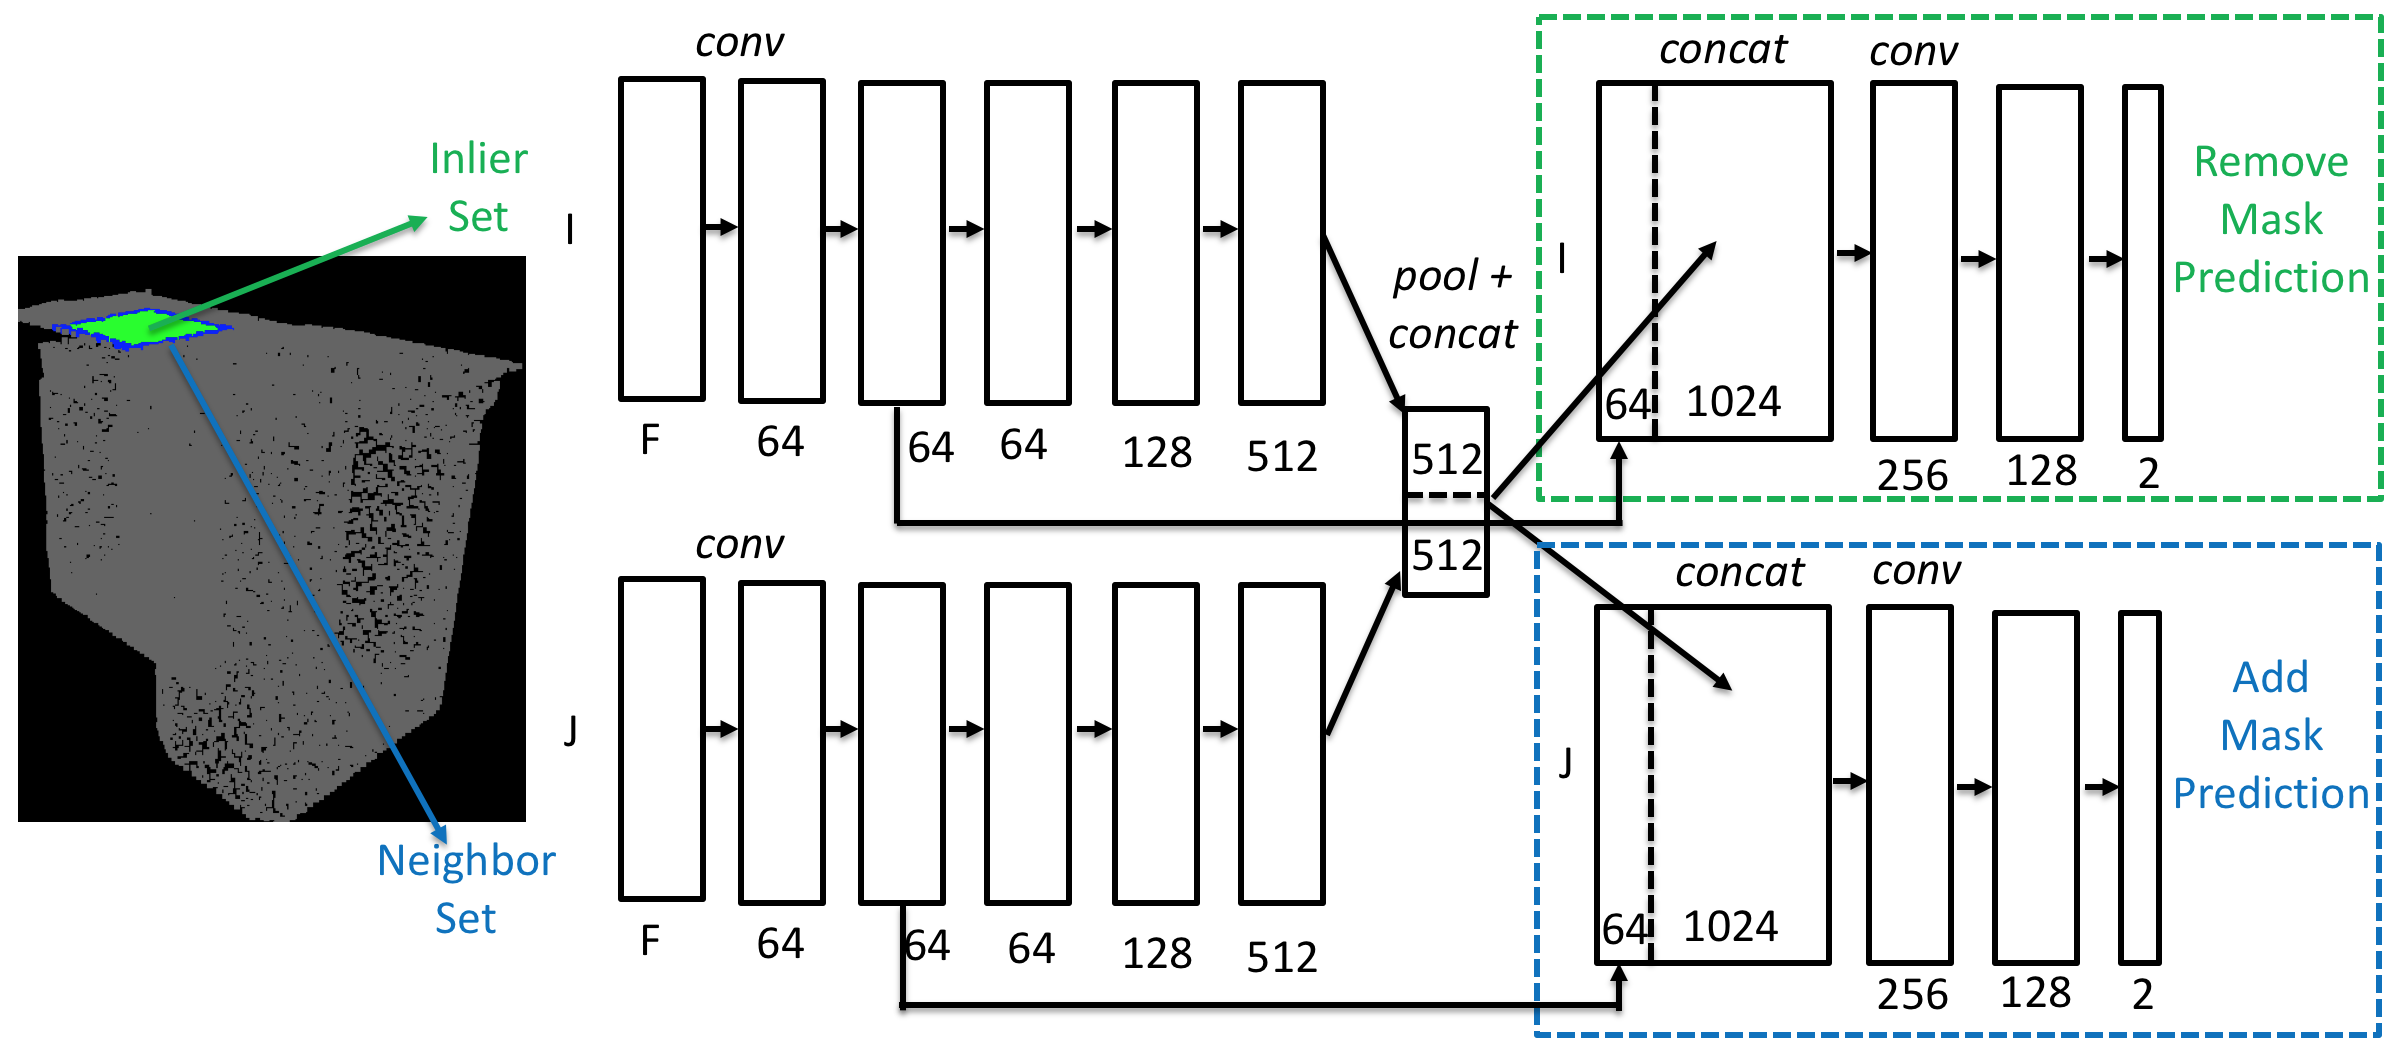 Inlier
Set
Neighbor
Set
conv
I
F
64
64
64
128
512
conv
J
F
64
64
64
128
512
pool +
concat
512
512
concat
conv
I
64
1024
256
128
2
Remove
Mask
Prediction
concat
conv
J
64
1024
256
128
2
Add
Mask
Prediction